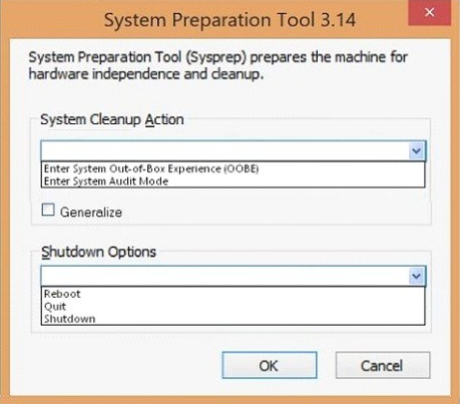 System Preparation Tool 3.14
System Preparation Tool (Sysprep) prepares the machine for
hardware independence and cleanup.
System Cleanup Action
Enter System Out-of-Box Experience (OOBE)
Enter System Audit Mode
Generalize
Shutdown Options
Reboot
Quit
Shutdown
OK Cancel